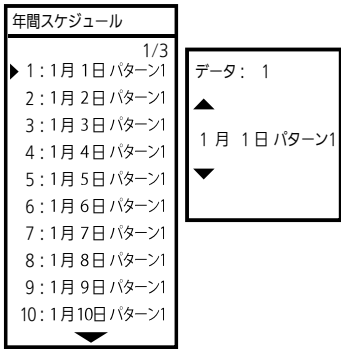 年間スケジュール
1/3
1:1月 1日 パターン1
2:1月 2日 パターン1
3:1月 3日 パターン1
4:1月 4日 パターン1
5:1月 5日 パターン1
6:1月 6日 パターン1
7:1月 7日 パターン1
8:1月 8日 パターン1
9:1月 9日 パターン1
10:1月10日 パターン1
データ: 1
1 月 1日 パターン1